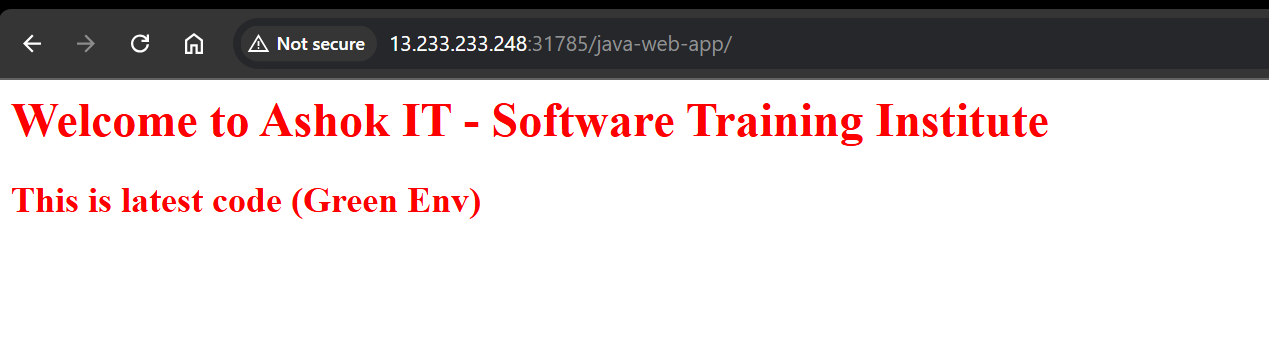 Not secure 13.233.233.248:31785/java-web-app/
Welcome to Ashok IT - Software Training Institute
This is latest code (Green Env)